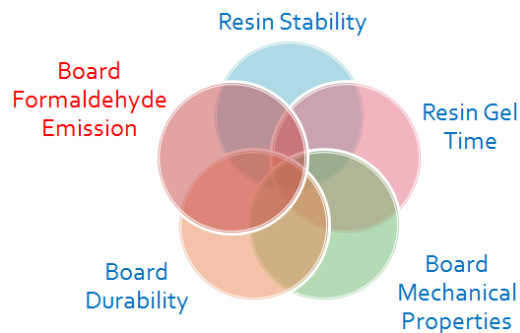 Resin Stability
Board
Formaldehyde
Emission
Resin Gel
Time
Board
Durability
Board
Mechanical
Properties